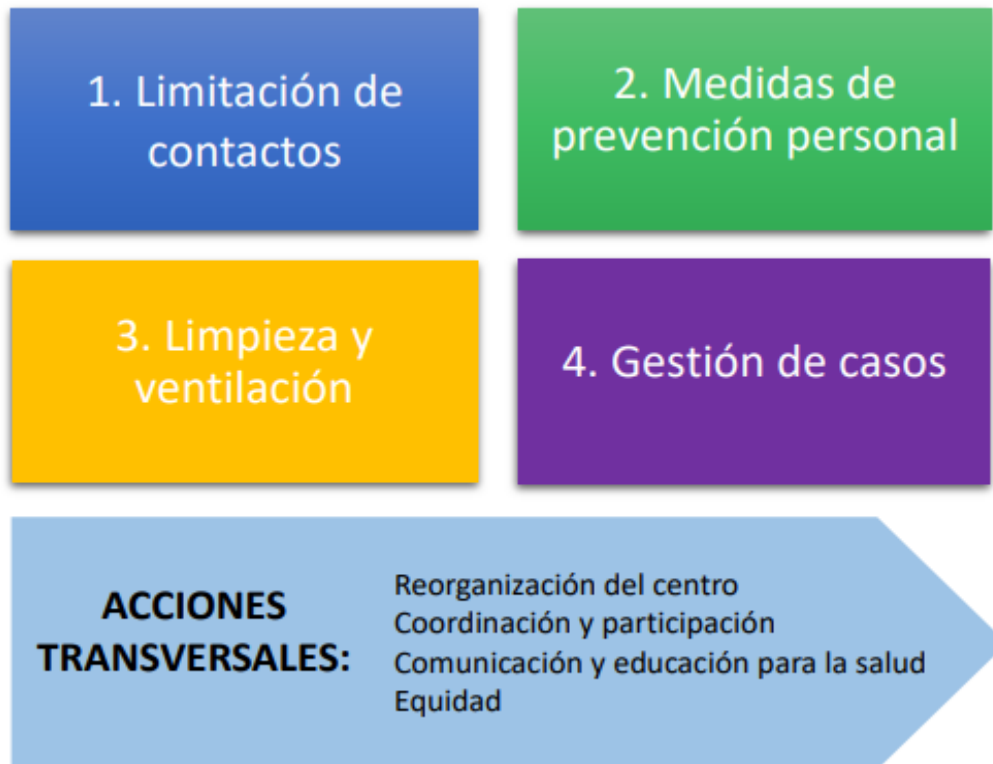 1. Limitación de
contactos
2. Medidas de
prevención personal
3. Limpieza y
ventilación
4. Gestión de casos
ACCIONES
TRANSVERSALES:
Reorganización del centro
Coordinación y participación
Comunicación y educación para la salud
Equidad